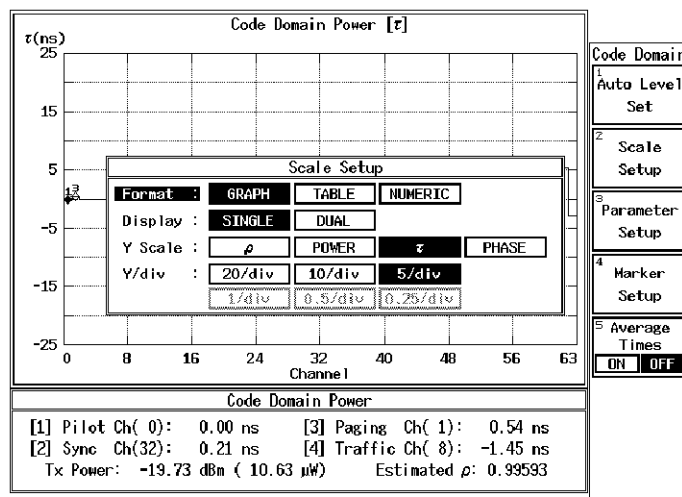 Code Domain Power [τ]
τ(ns)
25
15
5
-5
-15
-25
13
Scale Setup
Format : GRAPH TABLE NUMERIC
Display : SINGLE DUAL
Y Scale : ρ POWER τ PHASE
Y/div : 20/div 10/div 5/div
1/div 0.5/div 0.25/div
0 8 16 24 32 40 48 56 63
Channel
Code Domain Power
[1] Pilot Ch( 0): 0.00 ns [3] Paging Ch( 1): 0.54 ns
[2] Sync Ch(32): 0.21 ns [4] Traffic Ch( 8): -1.45 ns
Tx Power: -19.73 dBm ( 10.63 µW) Estimated ρ: 0.99593
Code Domain
1
Auto Level
Set
2
Scale
Setup
3
Parameter
Setup
4
Marker
Setup
5 Average
Times
ON OFF